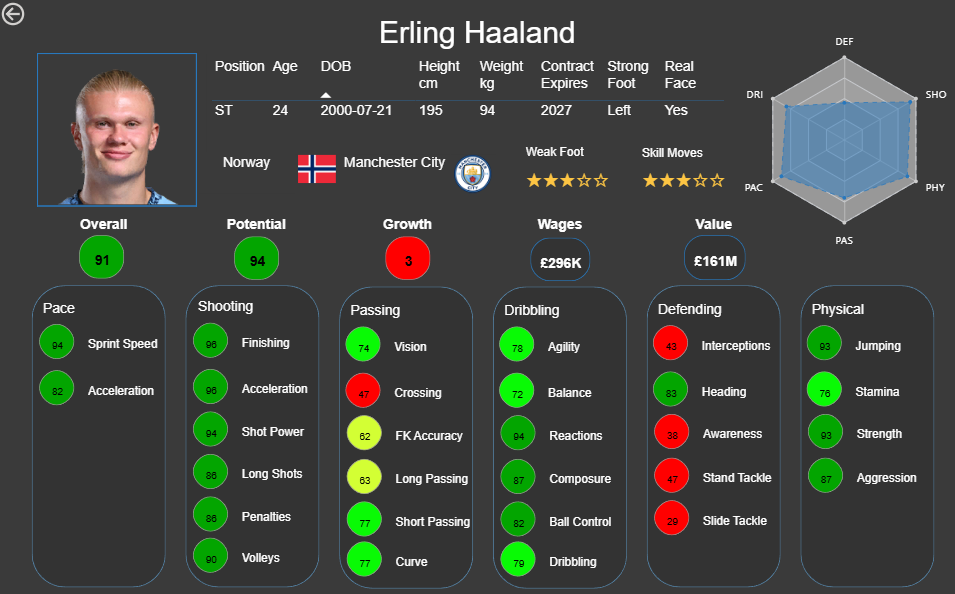 Erling Haaland
Position Age DOB Height cm Weight kg Contract Expires Strong Foot Real Face
ST 24 2000-07-21 195 94 2027 Left Yes
Norway Manchester City
Weak Foot Skill Moves
DEF
SHO
PHY
PAS
PAC
DRI
Overall Potential Growth Wages Value
91 94 3 £296K £161M
Pace
94 Sprint Speed
82 Acceleration
Shooting
96 Finishing
96 Acceleration
94 Shot Power
86 Long Shots
86 Penalties
90 Volleys
Passing
74 Vision
47 Crossing
62 FK Accuracy
63 Long Passing
77 Short Passing
77 Curve
Dribbling
78 Agility
72 Balance
94 Reactions
87 Composure
82 Ball Control
79 Dribbling
Defending
43 Interceptions
83 Heading
38 Awareness
47 Stand Tackle
29 Slide Tackle
Physical
93 Jumping
76 Stamina
93 Strength
87 Aggression